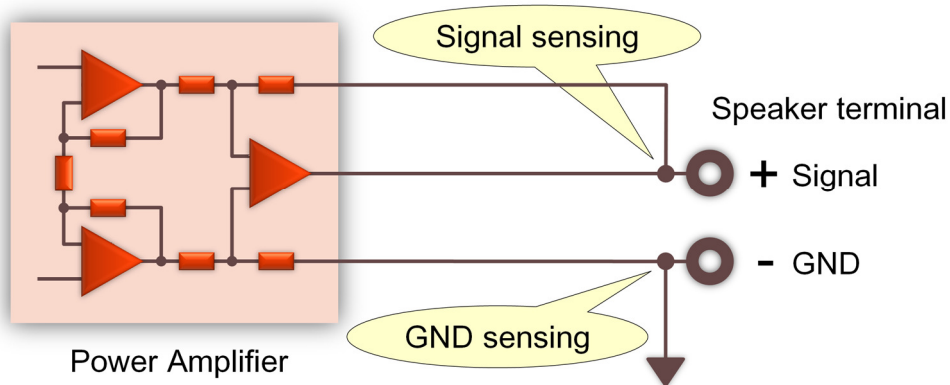 Signal sensing
Speaker terminal
+ Signal
- GND
GND sensing
Power Amplifier